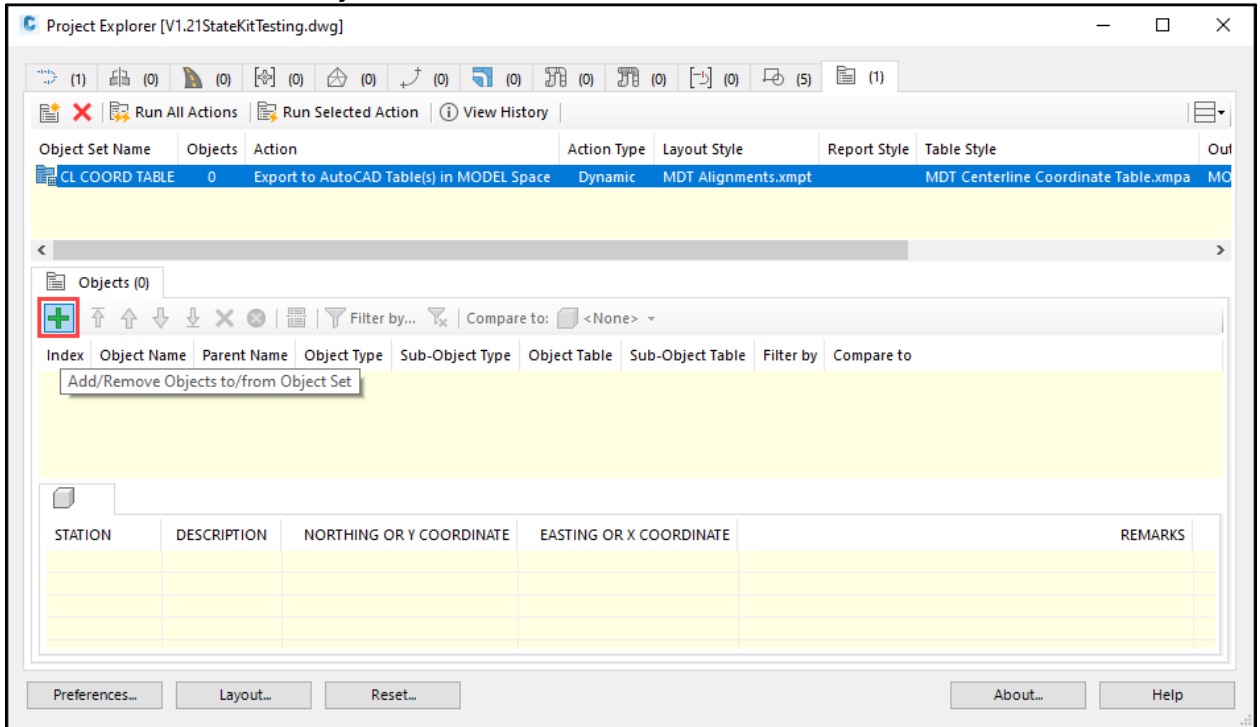 Project Explorer [V1.21StateKitTesting.dwg]
(1) (0) (0) (0) (0) (0) (0) (0) (0) (0) (5) (1)
Run All Actions Run Selected Action View History
Object Set Name Objects Action Action Type Layout Style Report Style Table Style Out
CL COORD TABLE 0 Export to AutoCAD Table(s) in MODEL Space Dynamic MDT Alignments.xmpt MDT Centerline Coordinate Table.xmpa MO
Objects (0)
Filter by... Compare to: <None>
Index Object Name Parent Name Object Type Sub-Object Type Object Table Sub-Object Table Filter by Compare to
Add/Remove Objects to/from Object Set
STATION DESCRIPTION NORTHING OR Y COORDINATE EASTING OR X COORDINATE REMARKS
Preferences... Layout... Reset... About... Help